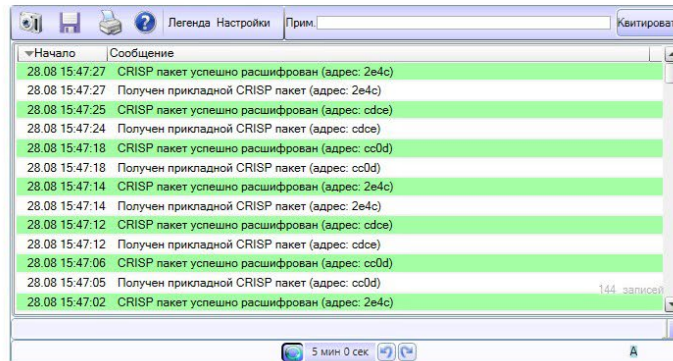 Легенда Настройки Прим. Квитироват
Начало Сообщение
28.08 15:47:27 CRISP пакет успешно расшифрован (адрес: 2e4c)
28.08 15:47:27 Получен прикладной CRISP пакет (адрес: 2e4c)
28.08 15:47:25 CRISP пакет успешно расшифрован (адрес: cdce)
28.08 15:47:24 Получен прикладной CRISP пакет (адрес: cdce)
28.08 15:47:18 CRISP пакет успешно расшифрован (адрес: cc0d)
28.08 15:47:18 Получен прикладной CRISP пакет (адрес: cc0d)
28.08 15:47:14 CRISP пакет успешно расшифрован (адрес: 2e4c)
28.08 15:47:14 Получен прикладной CRISP пакет (адрес: 2e4c)
28.08 15:47:12 CRISP пакет успешно расшифрован (адрес: cdce)
28.08 15:47:12 Получен прикладной CRISP пакет (адрес: cdce)
28.08 15:47:06 CRISP пакет успешно расшифрован (адрес: cc0d)
28.08 15:47:05 Получен прикладной CRISP пакет (адрес: cc0d)
144 записей
28.08 15:47:02 CRISP пакет успешно расшифрован (адрес: 2e4c)
5 мин 0 сек А